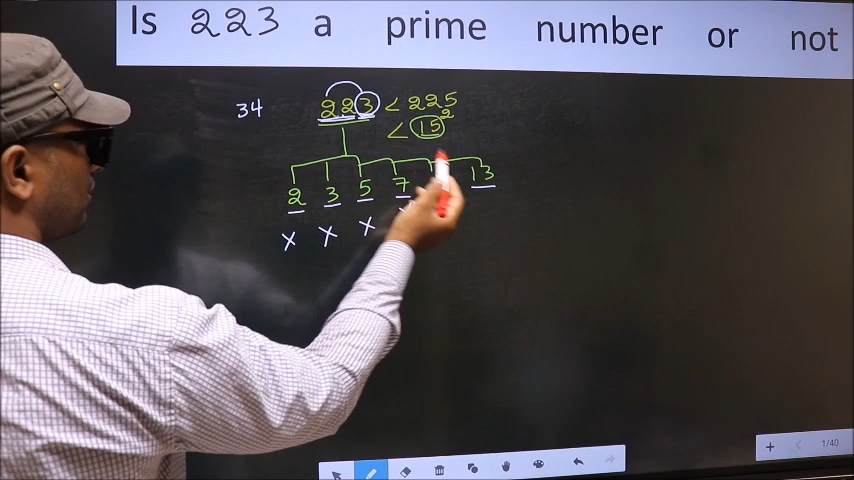 Is 223 a prime number or not
34 223 < 225
< 15²
2 3 5 7 13
x x x
1/40